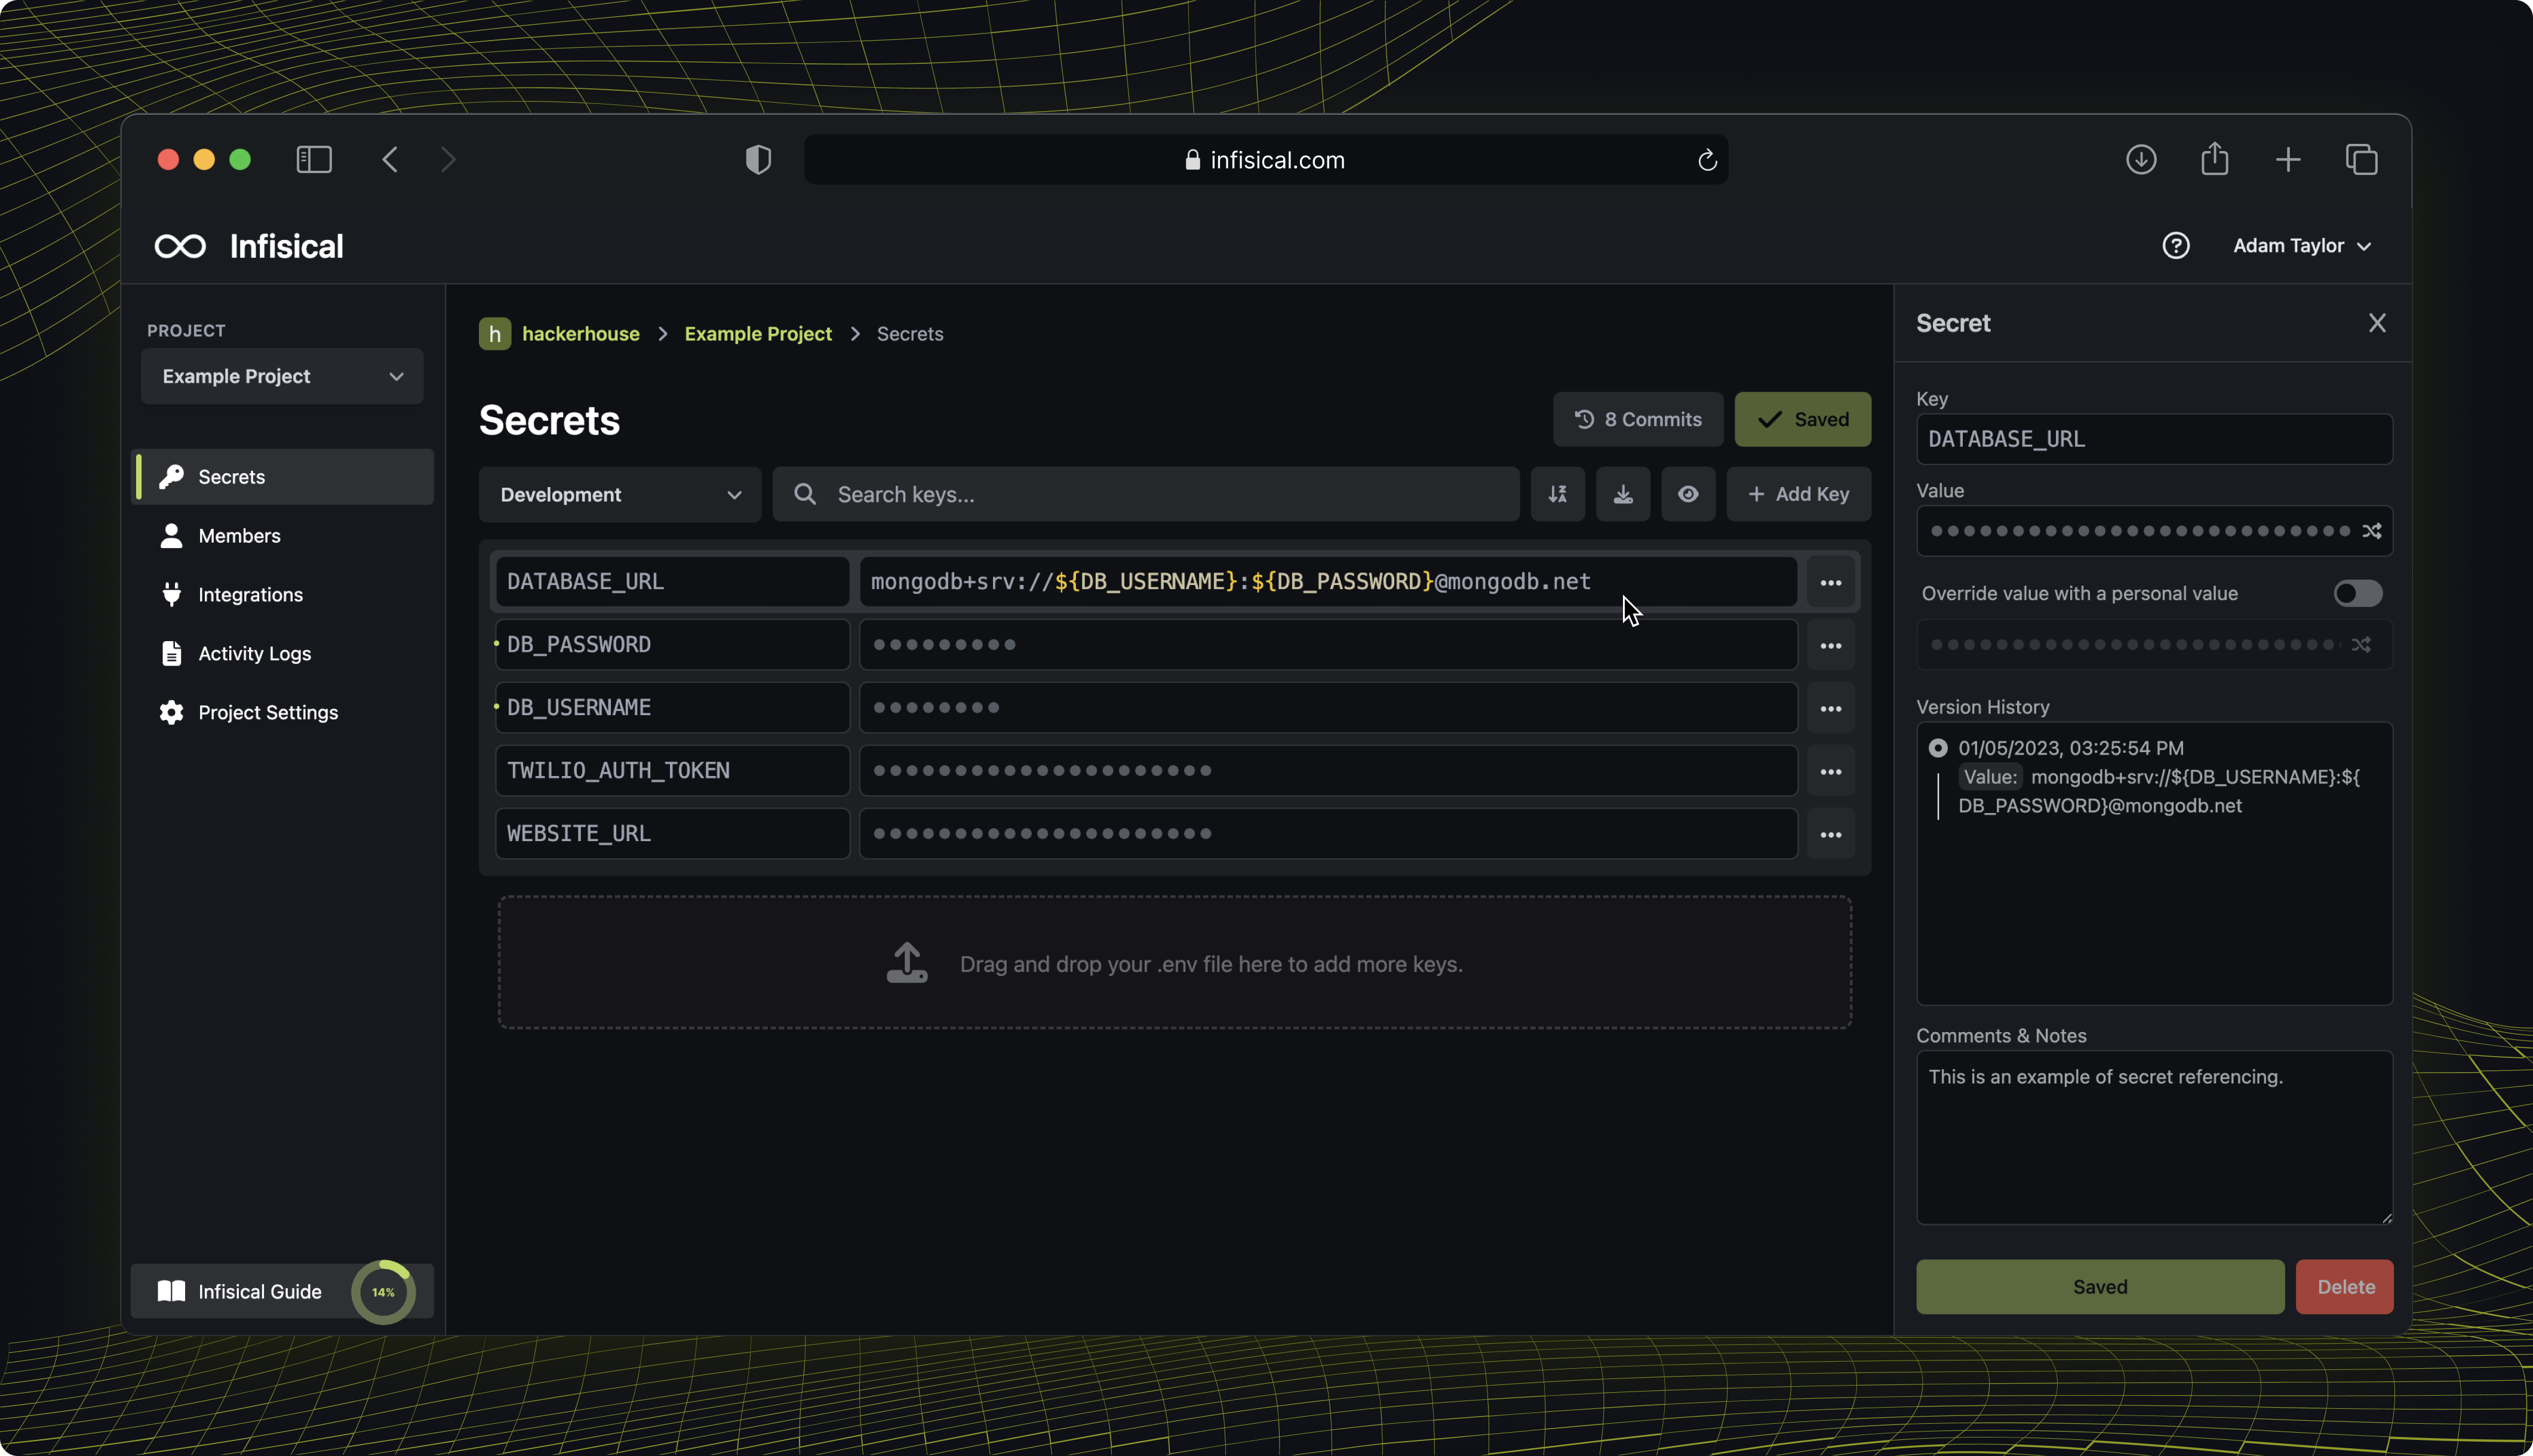 infisical.com
Infisical
Adam Taylor
PROJECT
Example Project
Secrets
Members
Integrations
Activity Logs
Project Settings
Infisical Guide
14%
h hackerhouse > Example Project > Secrets
Secrets
8 Commits
Saved
Development
Search keys...
Add Key
DATABASE_URL
mongodb+srv://${DB_USERNAME}:${DB_PASSWORD}@mongodb.net
DB_PASSWORD
DB_USERNAME
TWILIO_AUTH_TOKEN
WEBSITE_URL
Drag and drop your .env file here to add more keys.
Secret
Key
DATABASE_URL
Value
Override value with a personal value
Version History
01/05/2023, 03:25:54 PM
Value: mongodb+srv://${DB_USERNAME}:${
DB_PASSWORD}@mongodb.net
Comments & Notes
This is an example of secret referencing.
Saved
Delete